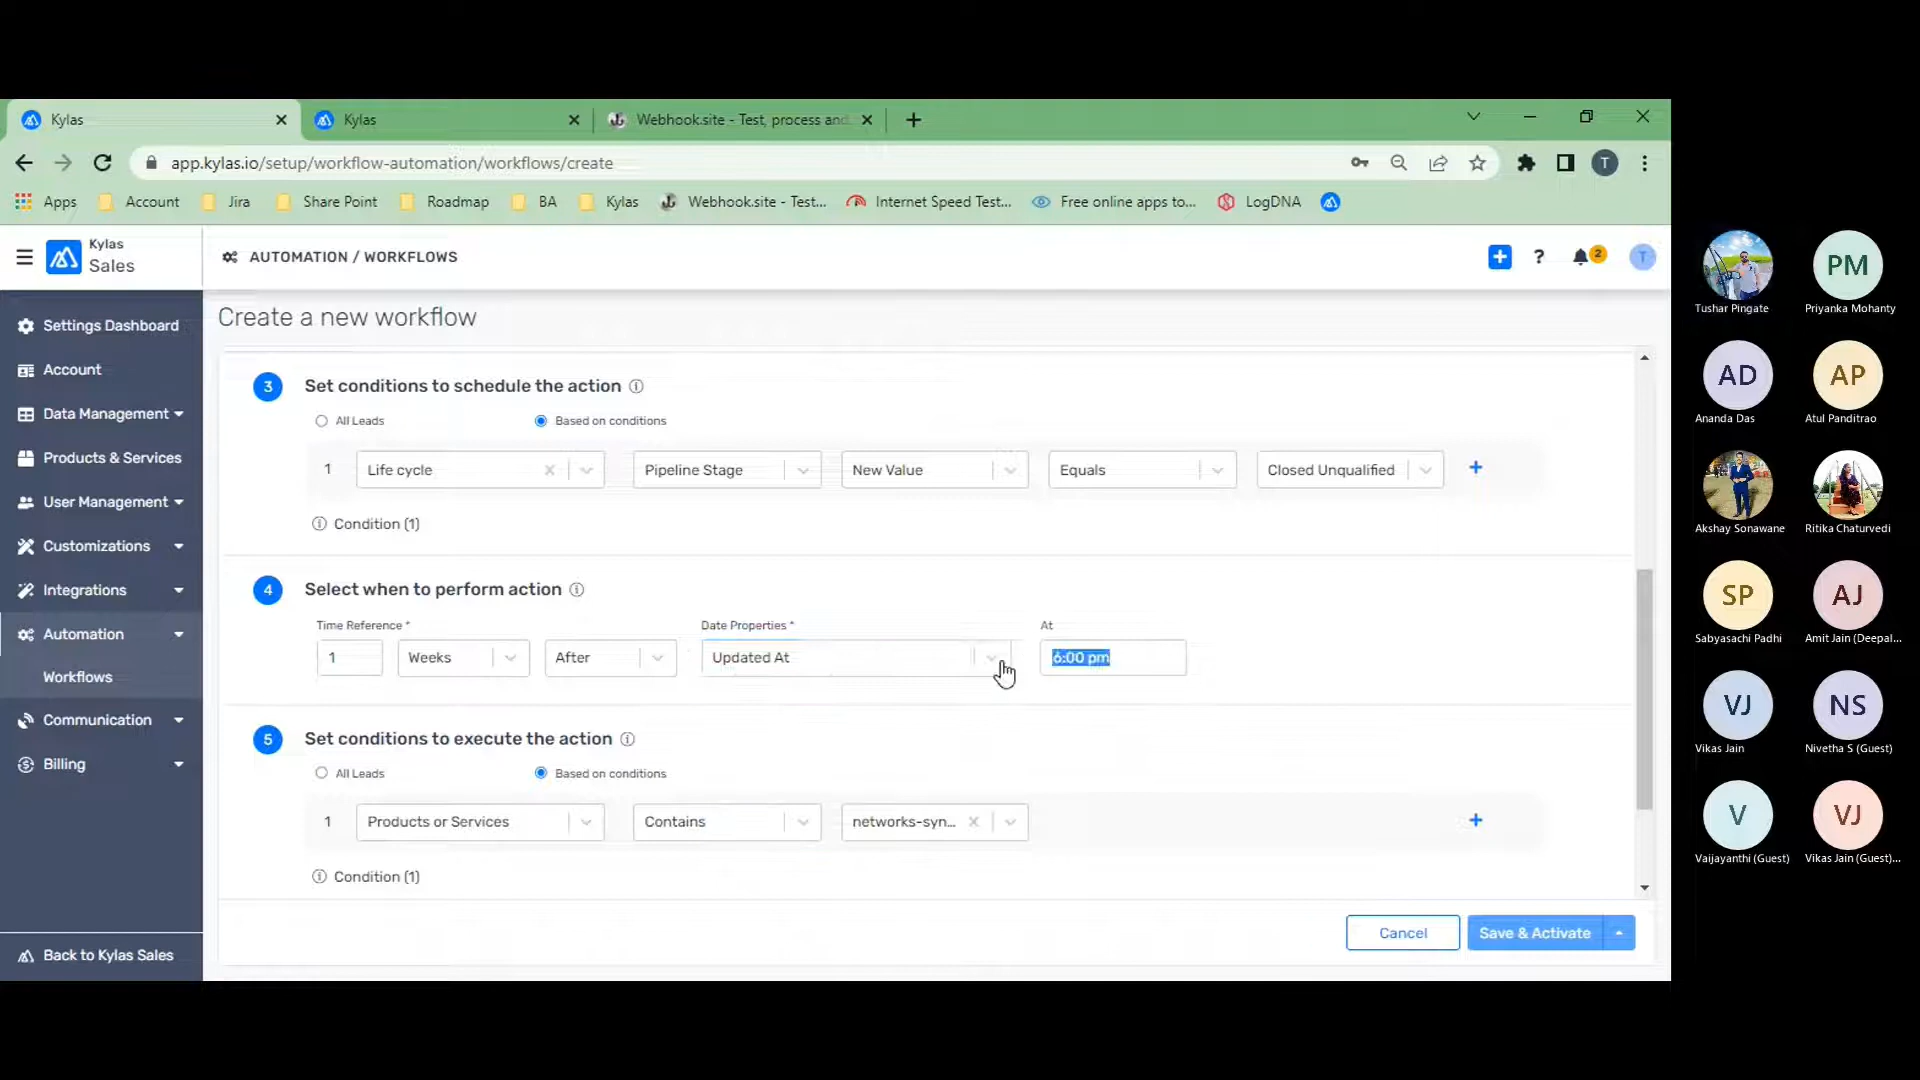 Kylas
Kylas
Webhook.site - Test, process and
app.kylas.io/setup/workflow-automation/workflows/create
T
Apps
Account
Jira
Share Point
Roadmap
BA
Kylas
Webhook.site - Test...
Internet Speed Test...
Free online apps to...
LogDNA
Kylas
Sales
AUTOMATION / WORKFLOWS
?
2
T
Create a new workflow
Settings Dashboard
Account
Data Management
Products & Services
User Management
Customizations
Integrations
Automation
Workflows
Communication
Billing
Back to Kylas Sales
3 Set conditions to schedule the action
All Leads
Based on conditions
1 Life cycle Pipeline Stage New Value Equals Closed Unqualified
Condition (1)
4 Select when to perform action
Time Reference * Date Properties * At
1 Weeks After Updated At 6:00 pm
5 Set conditions to execute the action
All Leads
Based on conditions
1 Products or Services Contains networks-syn...
Condition (1)
Cancel
Save & Activate
Tushar Pingate
PM
Priyanka Mohanty
AD
Ananda Das
AP
Atul Panditrao
Akshay Sonawane
Ritika Chaturvedi
SP
Sabyasachi Padhi
AJ
Amit Jain (Deepal...
VJ
Vikas Jain
NS
Nivetha S (Guest)
V
Vaijayanthi (Guest)
VJ
Vikas Jain (Guest)...